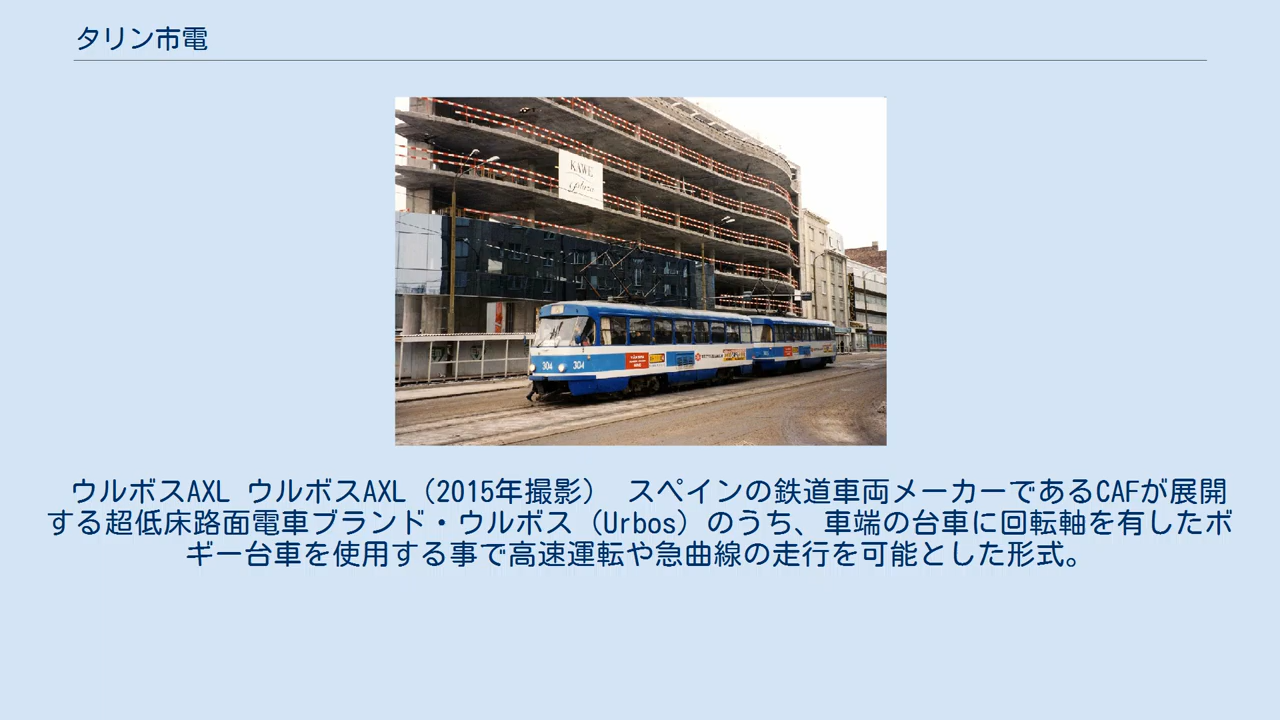 タリン市電
KAWE
304 304
ウルボスAXL ウルボスAXL（2015年撮影） スペインの鉄道車両メーカーであるCAFが展開
する超低床路面電車ブランド・ウルボス（Urbos）のうち、車端の台車に回転軸を有したボ
ギー台車を使用する事で高速運転や急曲線の走行を可能とした形式。